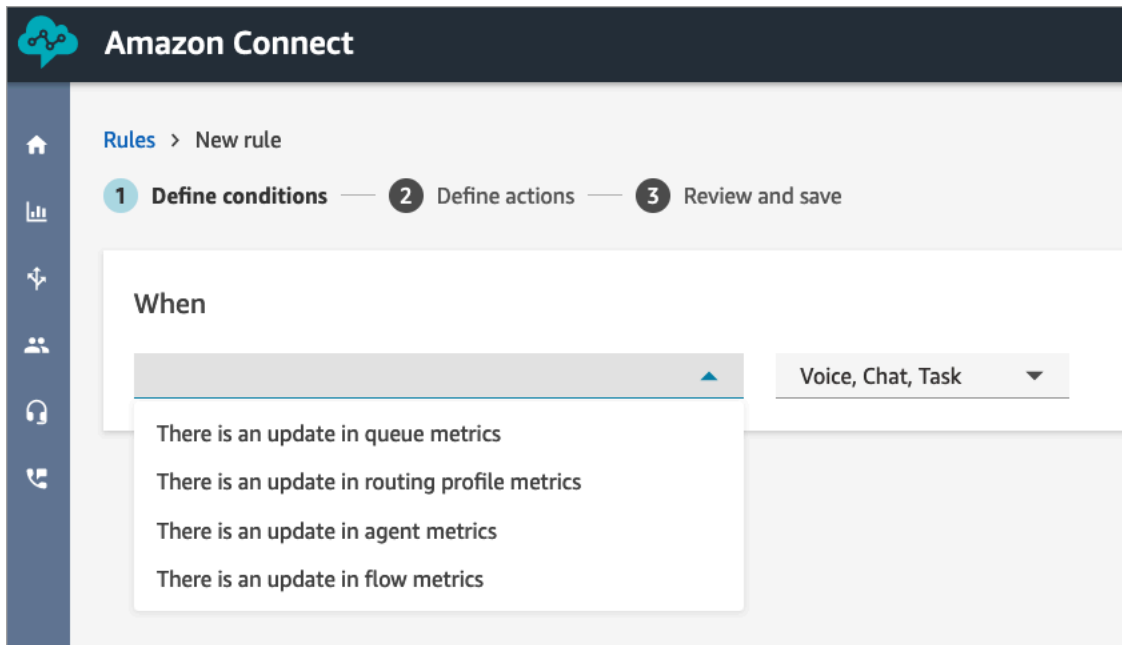 Amazon Connect
Rules > New rule
1 Define conditions 2 Define actions 3 Review and save
When
Voice, Chat, Task
There is an update in queue metrics
There is an update in routing profile metrics
There is an update in agent metrics
There is an update in flow metrics